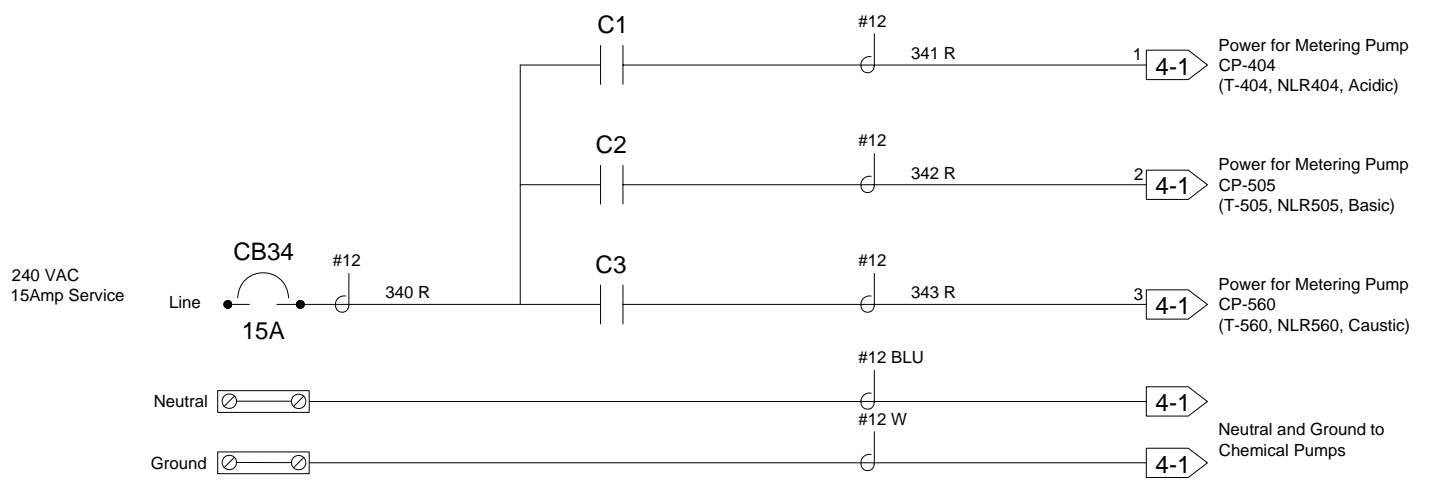 C1
#12
341 R
1
4-1
Power for Metering Pump
CP-404
(T-404, NLR404, Acidic)
C2
#12
342 R
2
4-1
Power for Metering Pump
CP-505
(T-505, NLR505, Basic)
240 VAC
15Amp Service
Line
CB34
15A
#12
340 R
C3
#12
343 R
3
4-1
Power for Metering Pump
CP-560
(T-560, NLR560, Caustic)
Neutral
#12 BLU
4-1
Ground
#12 W
4-1
Neutral and Ground to
Chemical Pumps